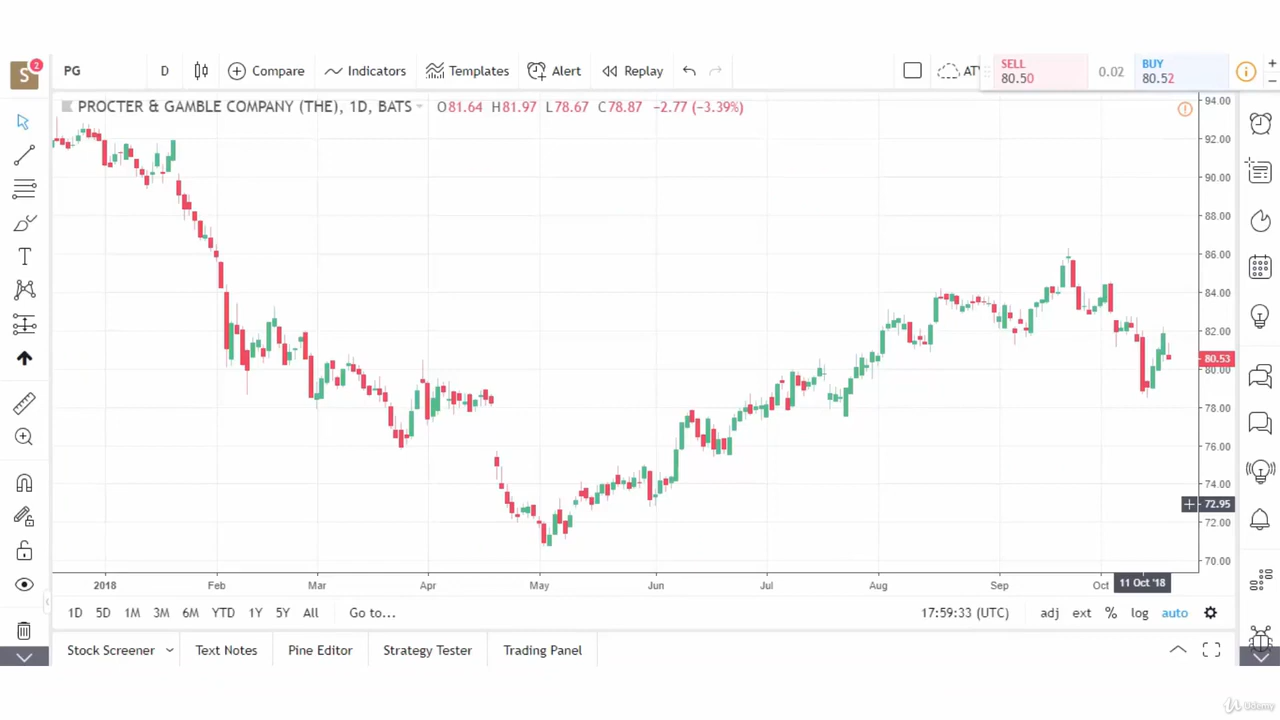 S 2 PG D Compare Indicators Templates Alert Replay SELL 80.50 0.02 BUY 80.52
PROCTER & GAMBLE COMPANY (THE), 1D, BATS O81.64 H81.97 L78.67 C78.87 −2.77 (−3.39%)
94.00
92.00
90.00
88.00
86.00
84.00
82.00
80.53
80.00
78.00
76.00
74.00
72.95
72.00
70.00
2018 Feb Mar Apr May Jun Jul Aug Sep Oct 11 Oct '18
1D 5D 1M 3M 6M YTD 1Y 5Y All Go to... 17:59:33 (UTC) adj ext % log auto
Stock Screener Text Notes Pine Editor Strategy Tester Trading Panel
Udemy